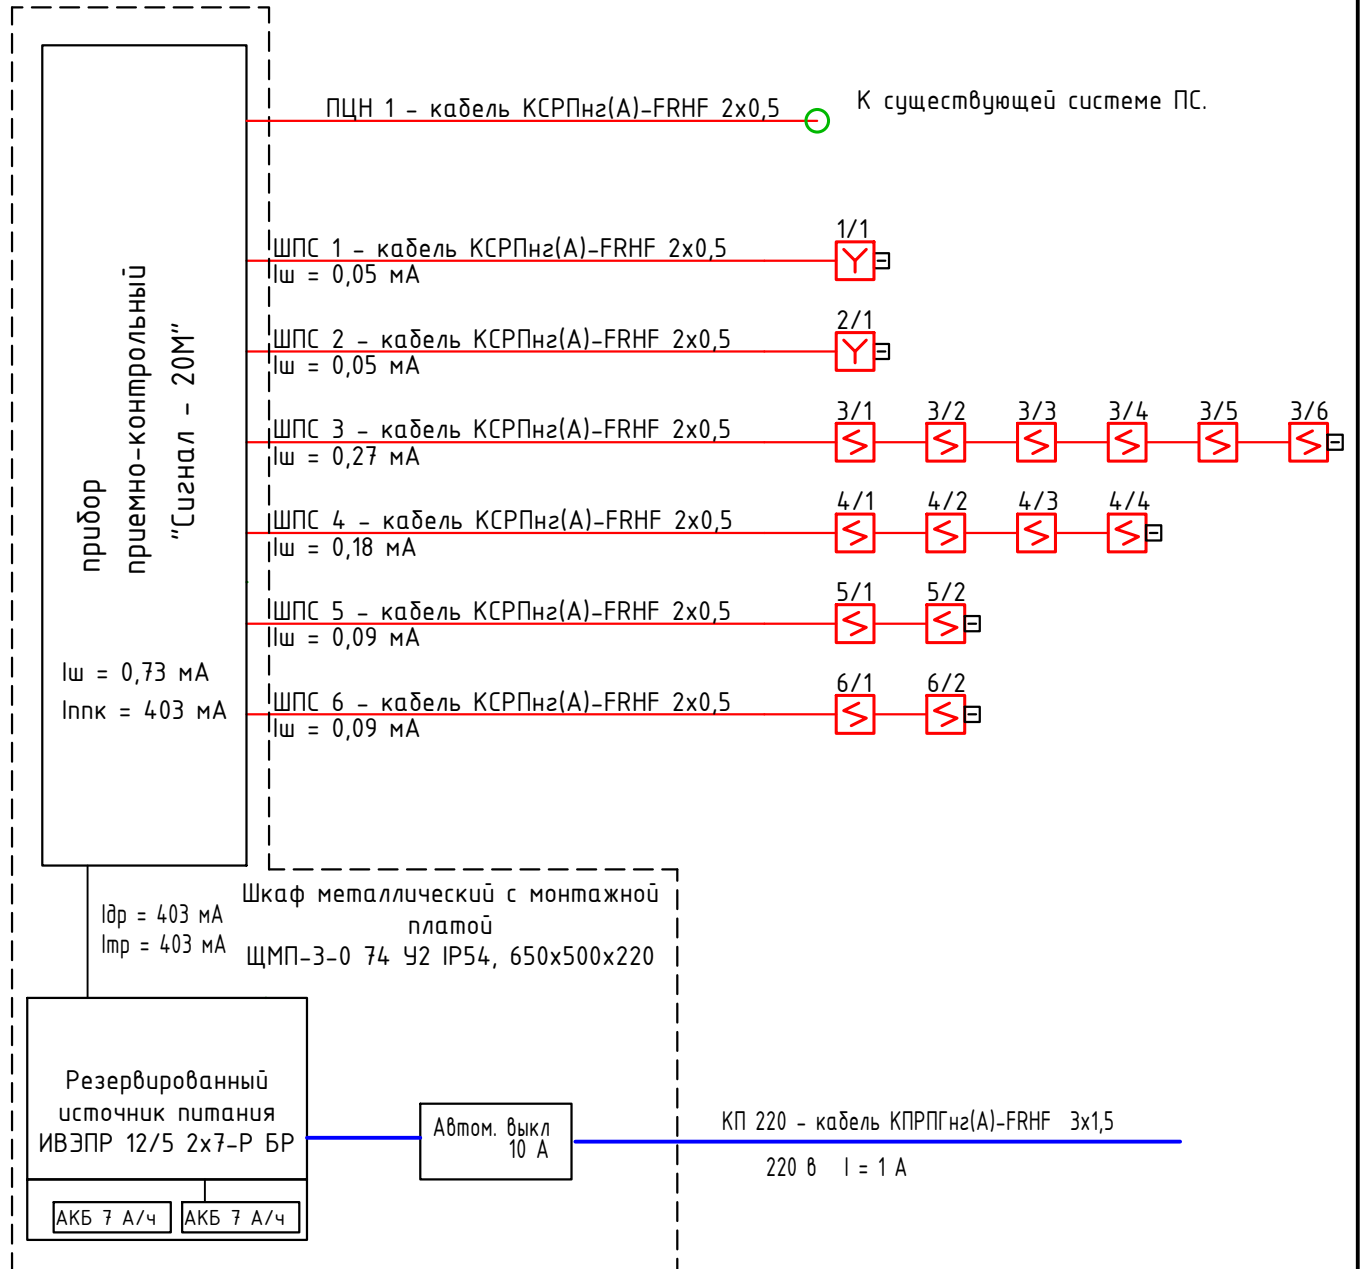 ПЦН 1 - кабель КСРПнг(А)-FRHF 2х0,5
К существующей системе ПС.
прибор
приемно-контрольный
"Сигнал - 20М"
Iш = 0,73 мА
Iппк = 403 мА
1/1
ШПС 1 - кабель КСРПнг(А)-FRHF 2х0,5
Iш = 0,05 мА
2/1
ШПС 2 - кабель КСРПнг(А)-FRHF 2х0,5
Iш = 0,05 мА
3/1 3/2 3/3 3/4 3/5 3/6
ШПС 3 - кабель КСРПнг(А)-FRHF 2х0,5
Iш = 0,27 мА
4/1 4/2 4/3 4/4
ШПС 4 - кабель КСРПнг(А)-FRHF 2х0,5
Iш = 0,18 мА
5/1 5/2
ШПС 5 - кабель КСРПнг(А)-FRHF 2х0,5
Iш = 0,09 мА
6/1 6/2
ШПС 6 - кабель КСРПнг(А)-FRHF 2х0,5
Iш = 0,09 мА
Iдр = 403 мА
Iтр = 403 мА
Шкаф металлический с монтажной
платой
ЩМП-3-0 74 У2 IP54, 650х500х220
Резервированный
источник питания
ИВЭПР 12/5 2х7-Р БР
АКБ 7 А/ч
АКБ 7 А/ч
Автом. выкл
10 А
КП 220 - кабель КПРПГнг(А)-FRHF 3х1,5
220 в I = 1 А